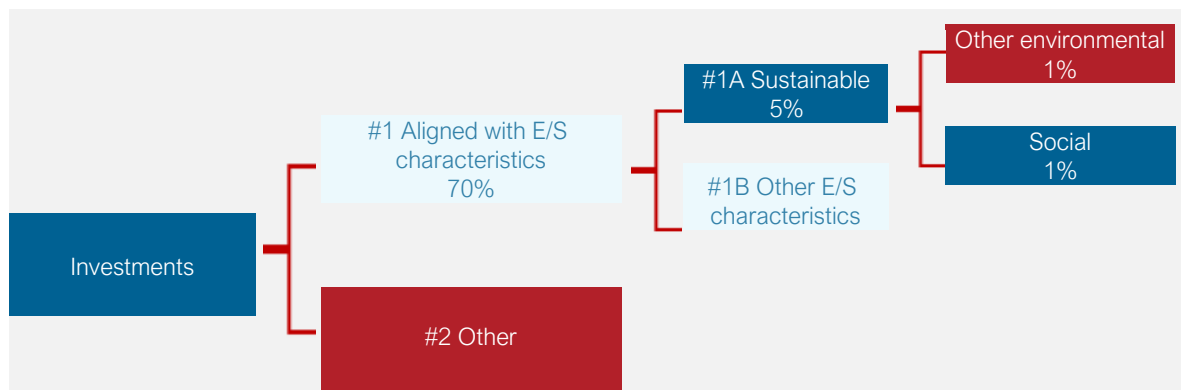 Investments
#1 Aligned with E/S
characteristics
70%
#2 Other
#1A Sustainable
5%
#1B Other E/S
characteristics
Other environmental
1%
Social
1%